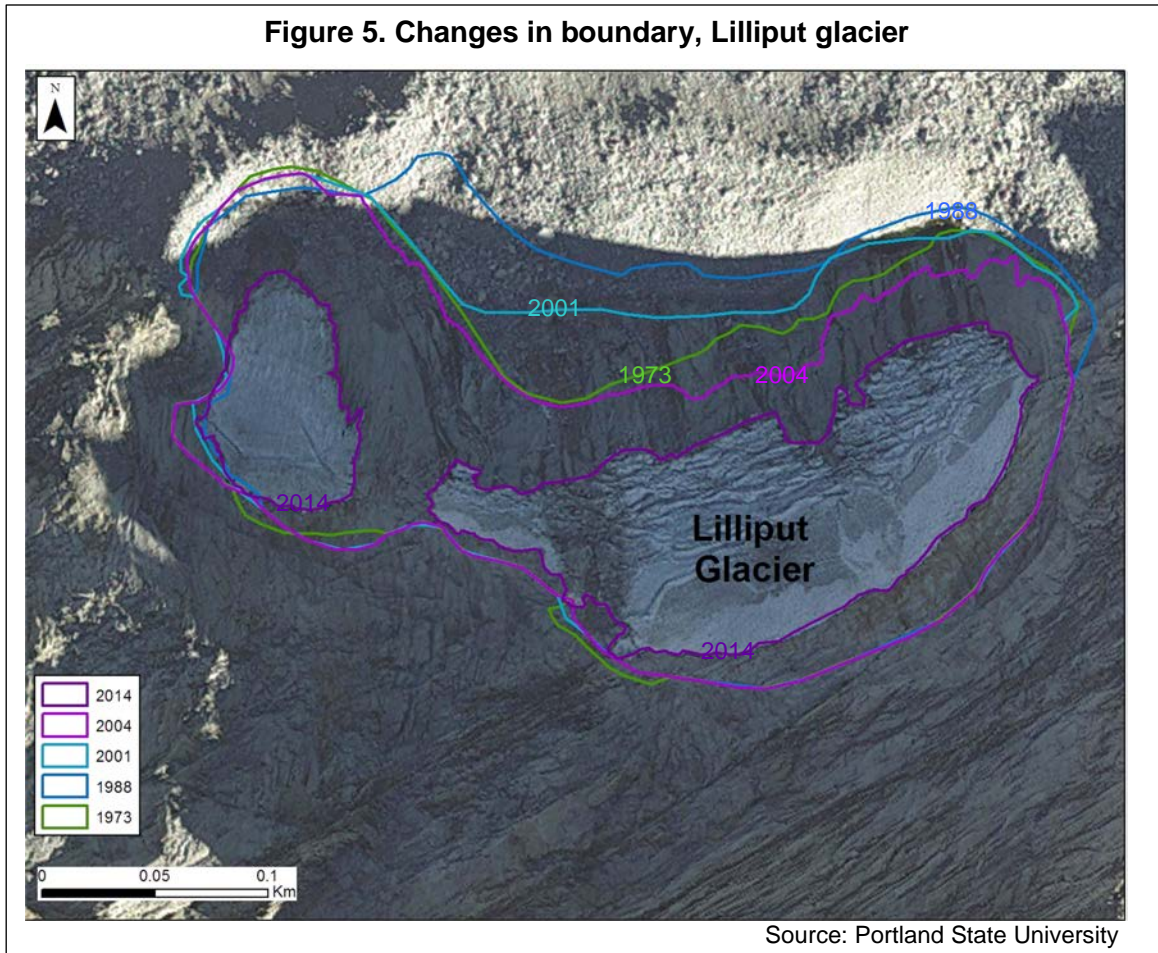 Figure 5. Changes in boundary, Lilliput glacier
N
1988
2001
1973
2004
2014
Lilliput
Glacier
2014
2014
2004
2001
1988
1973
0 0.05 0.1
Km
Source: Portland State University